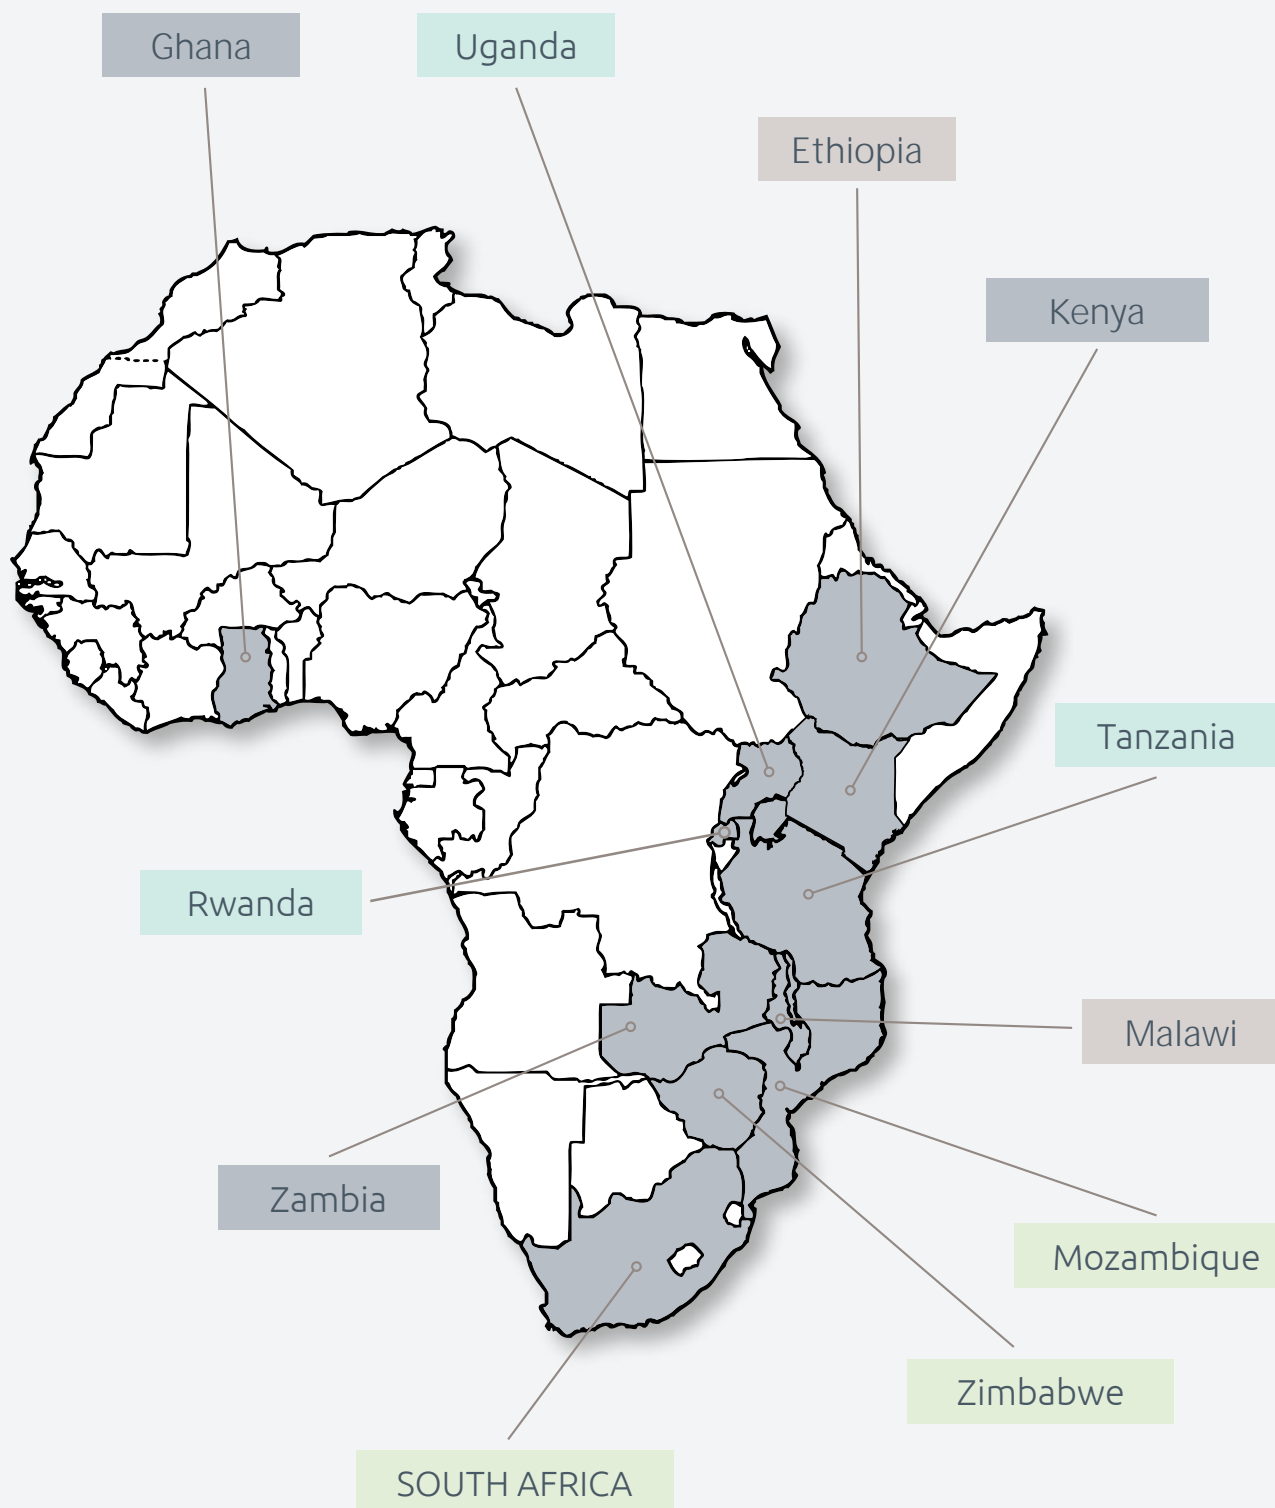 Ghana
Uganda
Ethiopia
Kenya
Tanzania
Rwanda
Malawi
Zambia
Mozambique
Zimbabwe
SOUTH AFRICA